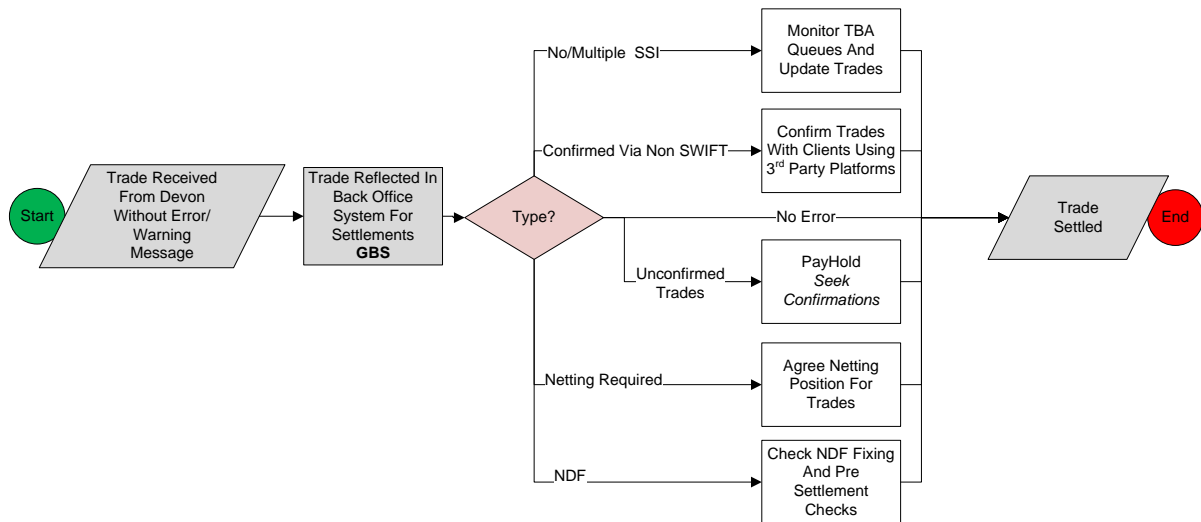 Start
Trade Received
From Devon
Without Error/
Warning
Message
Trade Reflected In
Back Office
System For
Settlements
GBS
Type?
No/Multiple SSI
Monitor TBA
Queues And
Update Trades
Confirmed Via Non SWIFT
Confirm Trades
With Clients Using
3rd Party Platforms
No Error
Unconfirmed
Trades
PayHold
Seek
Confirmations
Netting Required
Agree Netting
Position For
Trades
NDF
Check NDF Fixing
And Pre
Settlement
Checks
Trade
Settled
End